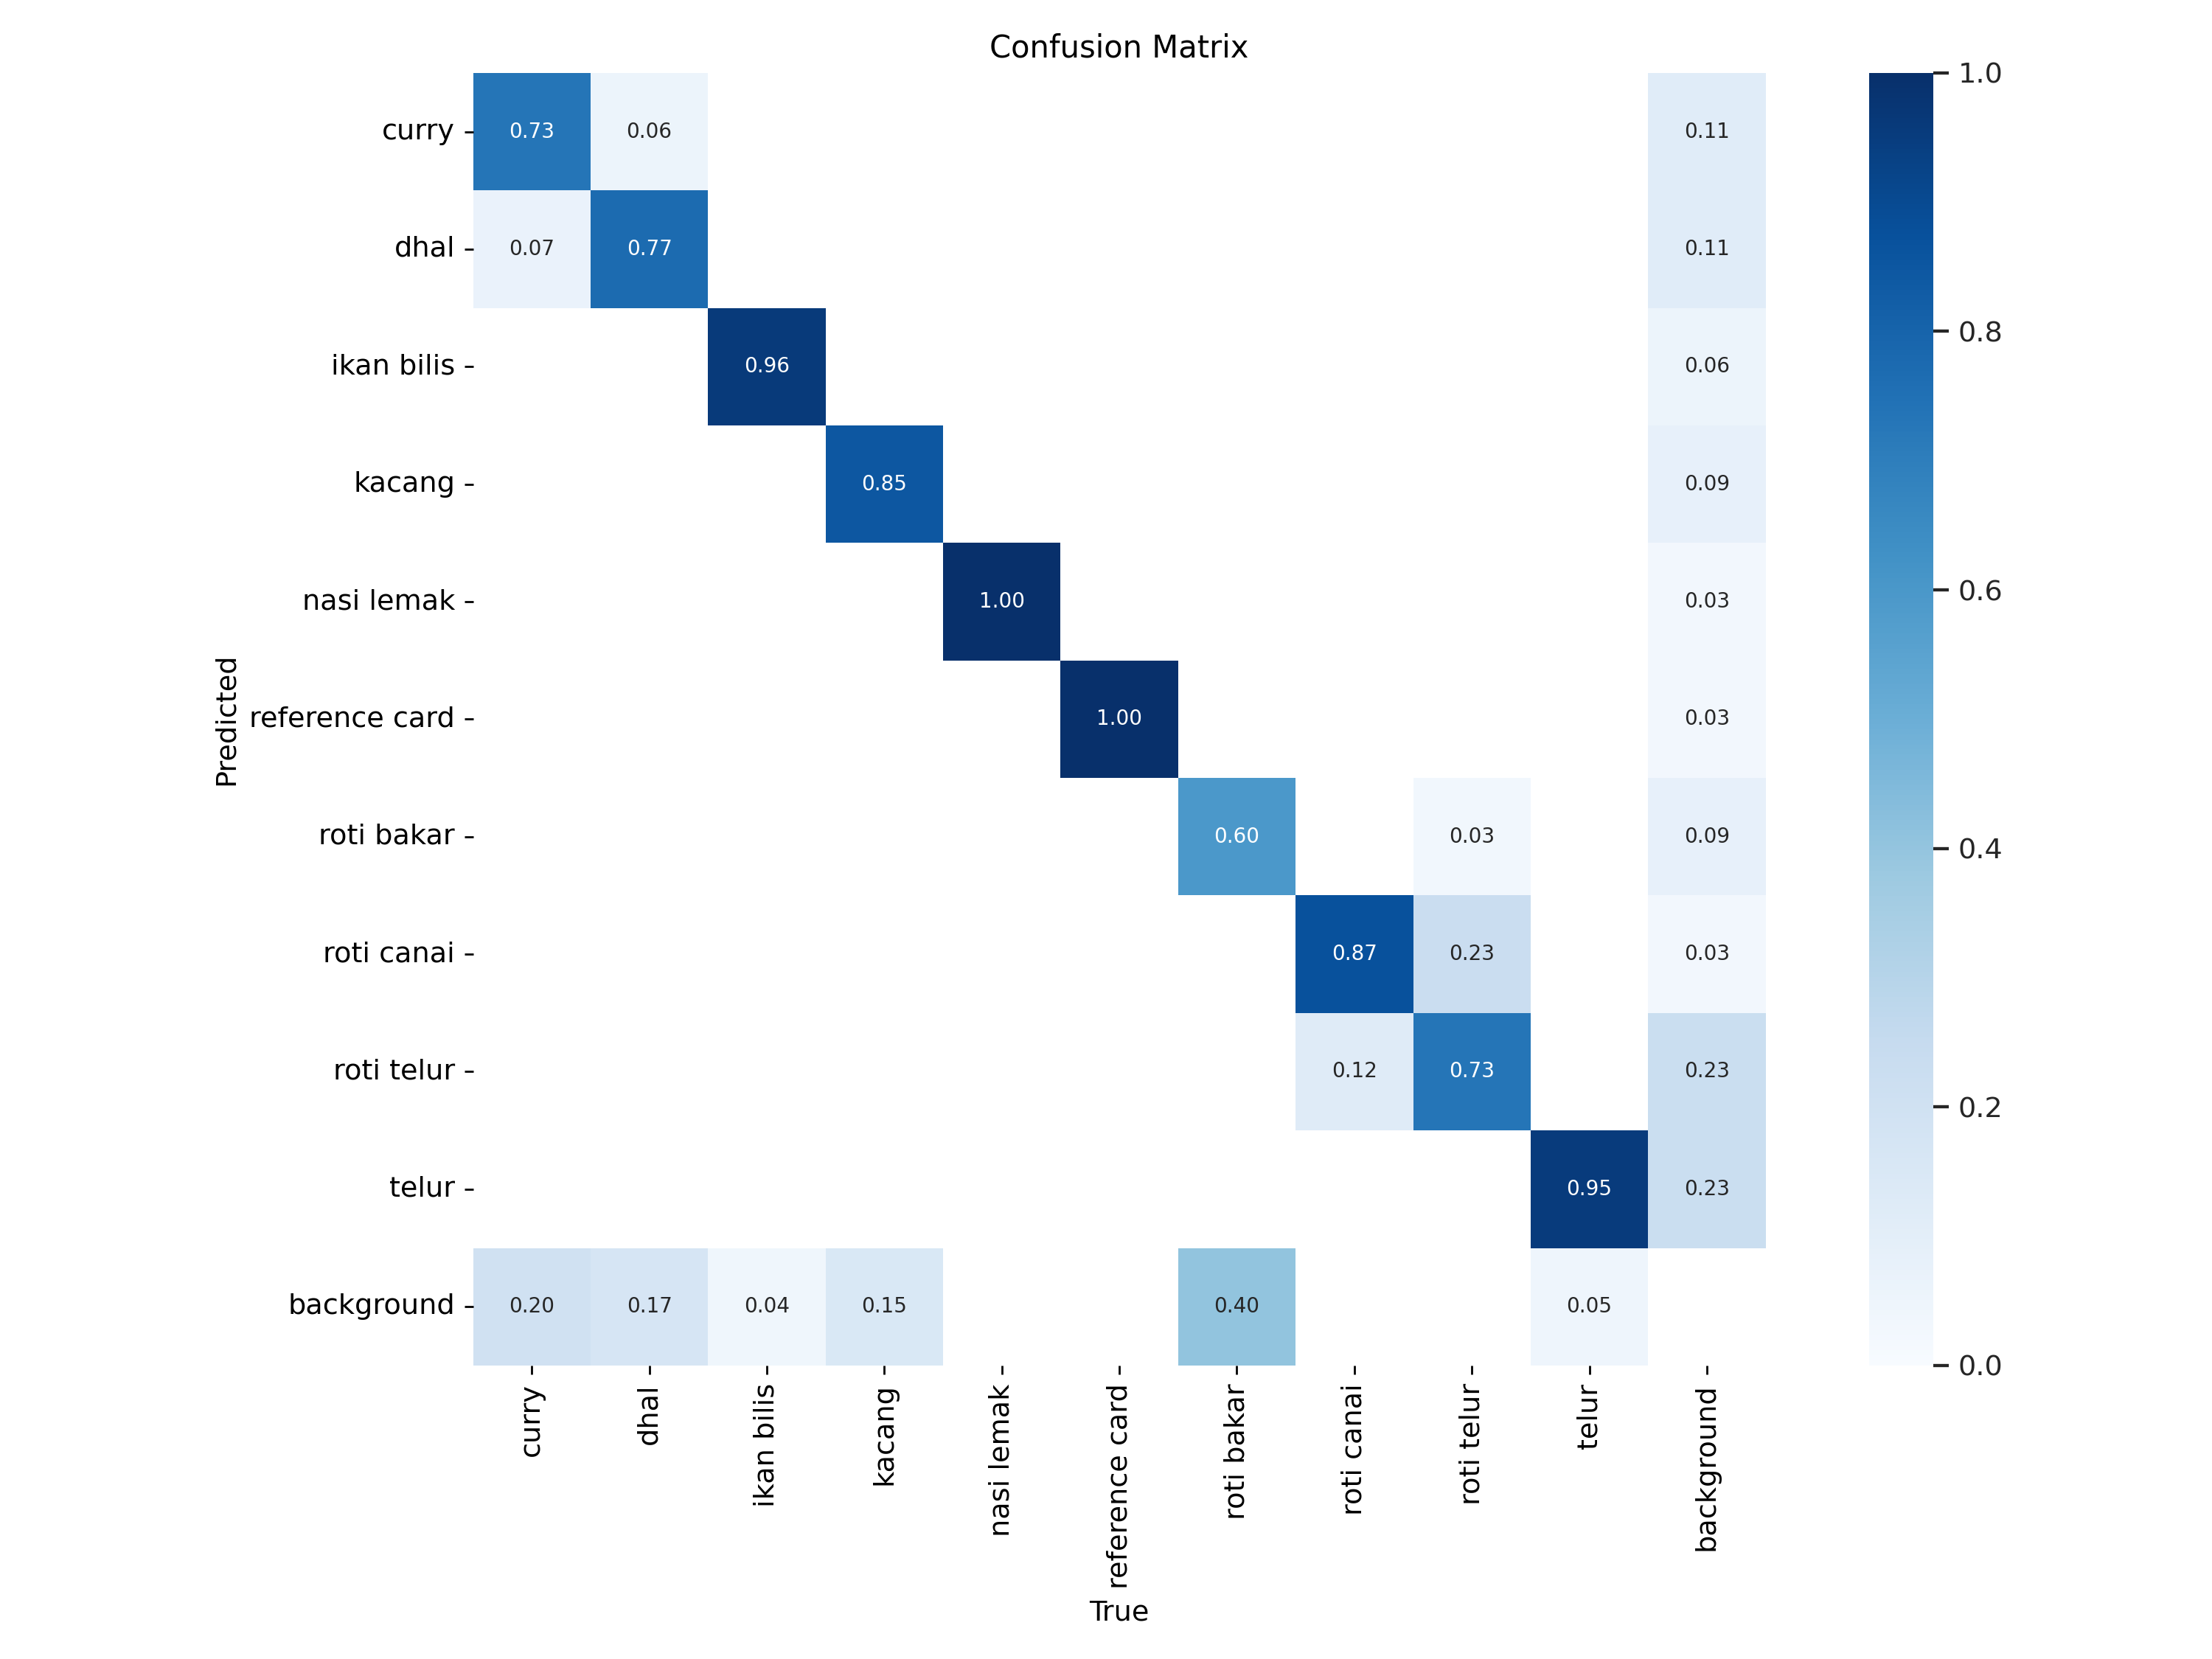 Confusion Matrix
curry 0.73 0.06 0.11
dhal 0.07 0.77 0.11
ikan bilis 0.96 0.06
kacang 0.85 0.09
nasi lemak 1.00 0.03
reference card 1.00 0.03
roti bakar 0.60 0.03 0.09
roti canai 0.87 0.23 0.03
roti telur 0.12 0.73 0.23
telur 0.95 0.23
background 0.20 0.17 0.04 0.15 0.40 0.05
Predicted
curry dhal ikan bilis kacang nasi lemak reference card roti bakar roti canai roti telur telur background
True
1.0
0.8
0.6
0.4
0.2
0.0